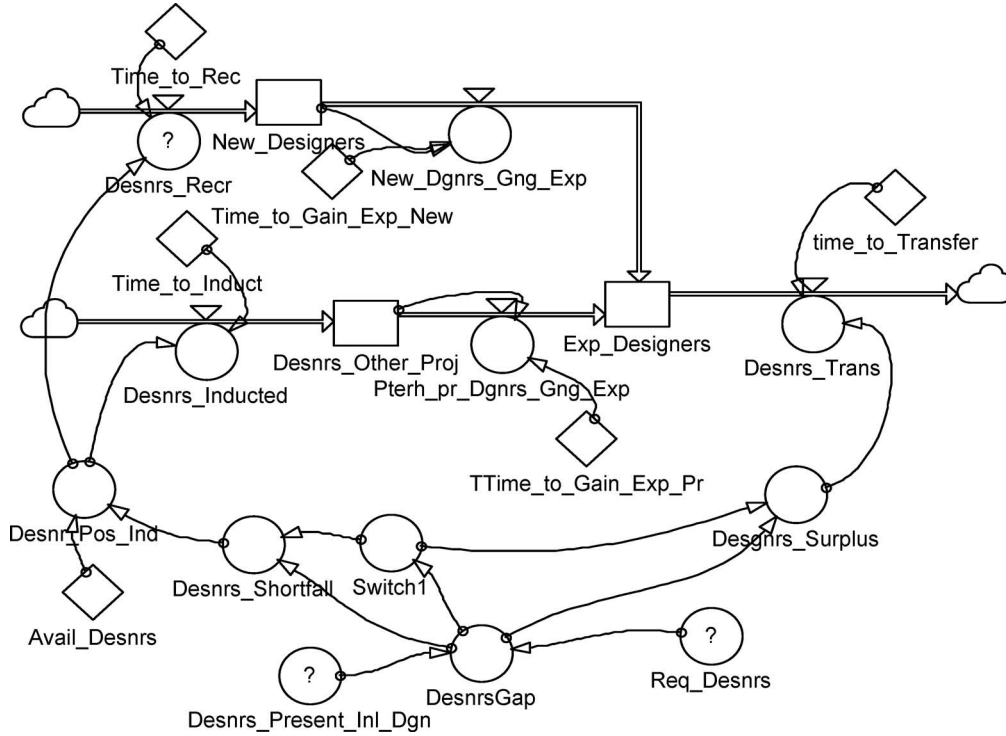 Time_to_Rec
?
New_Designers
Desnrs_Recr
New_Dgnrs_Gng_Exp
Time_to_Gain_Exp_New
time_to_Transfer
Time_to_Induct
Exp_Designers
Desnrs_Other_Proj
Desnrs_Trans
Desnrs_Inducted
Pterh_pr_Dgnrs_Gng_Exp
TTime_to_Gain_Exp_Pr
Desnr_Pos_Ind
Desgnrs_Surplus
Desnrs_Shortfall
Switch1
Avail_Desnrs
?
?
Req_Desnrs
DesnrsGap
Desnrs_Present_Inl_Dgn